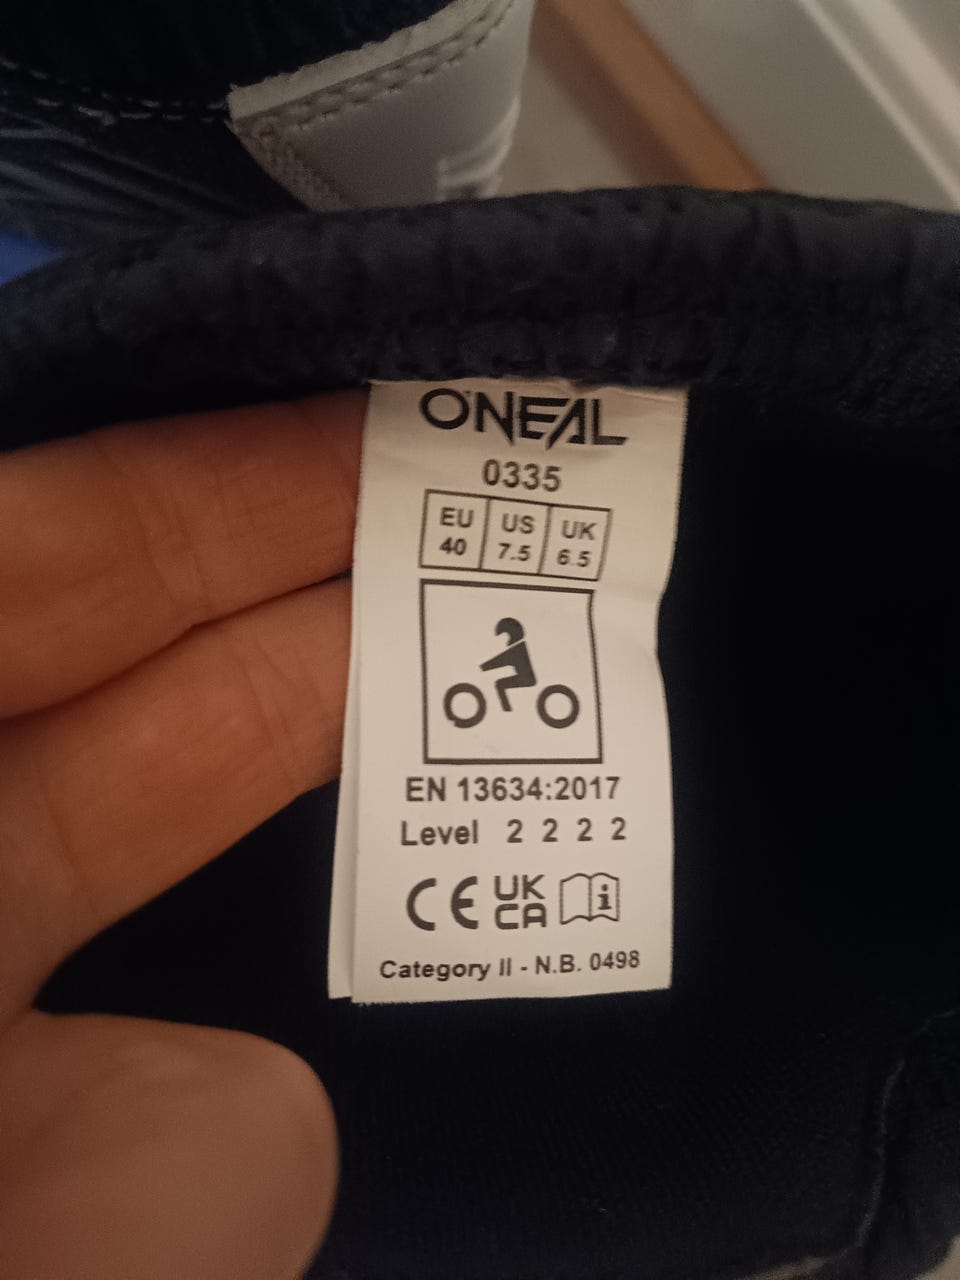 O'NEAL
0335
EU US UK
40 7.5 6.5
EN 13634:2017
Level 2 2 2 2
CE UK CA i
Category II - N.B. 0498